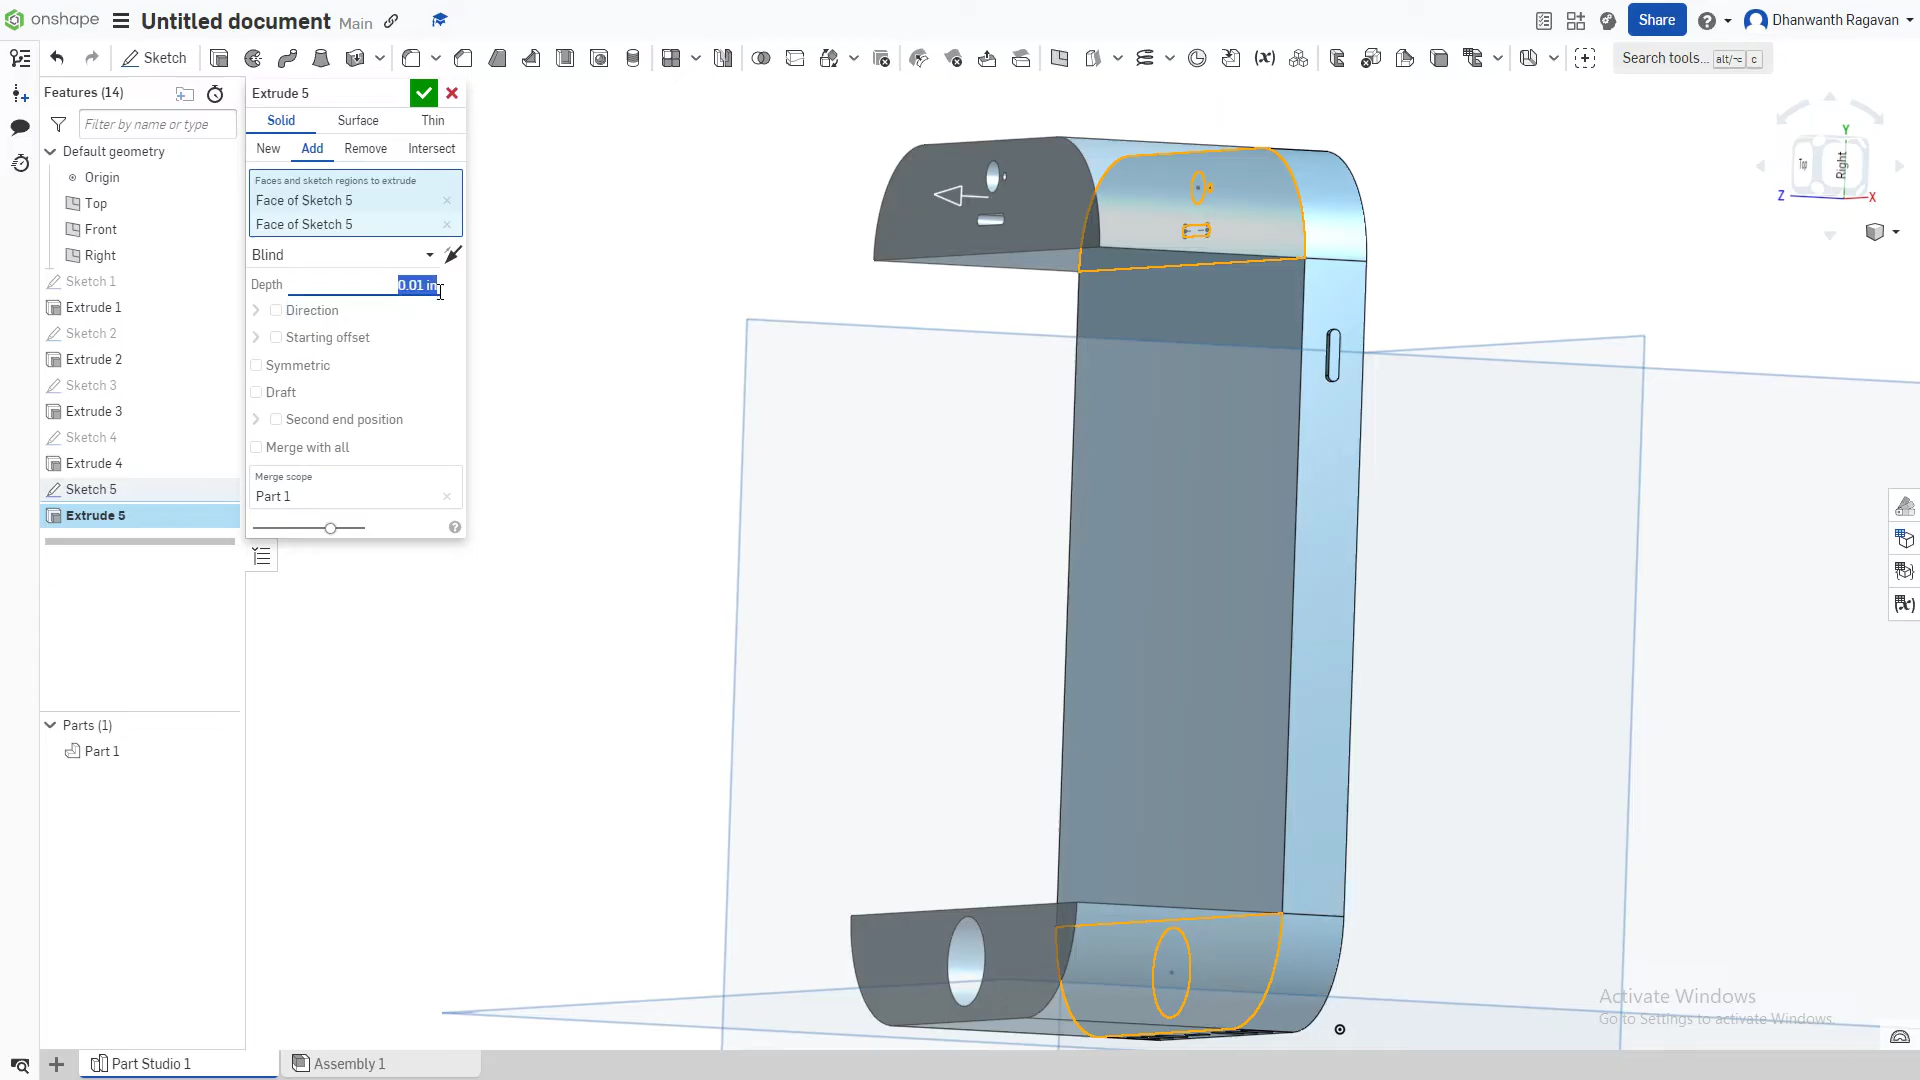 onshape
Untitled document
Main
Share
Dhanwanth Ragavan
Sketch
Search tools...
alt/⌥
c
Features (14)
Filter by name or type
Default geometry
Origin
Top
Front
Right
Sketch 1
Extrude 1
Sketch 2
Extrude 2
Sketch 3
Extrude 3
Sketch 4
Extrude 4
Sketch 5
Extrude 5
Parts (1)
Part 1
Extrude 5
Solid
Surface
Thin
New
Add
Remove
Intersect
Faces and sketch regions to extrude
Face of Sketch 5
Face of Sketch 5
Blind
Depth
0.01 in
Direction
Starting offset
Symmetric
Draft
Second end position
Merge with all
Merge scope
Part 1
Y
Top
Right
Z
X
Activate Windows
Go to Settings to activate Windows.
Part Studio 1
Assembly 1